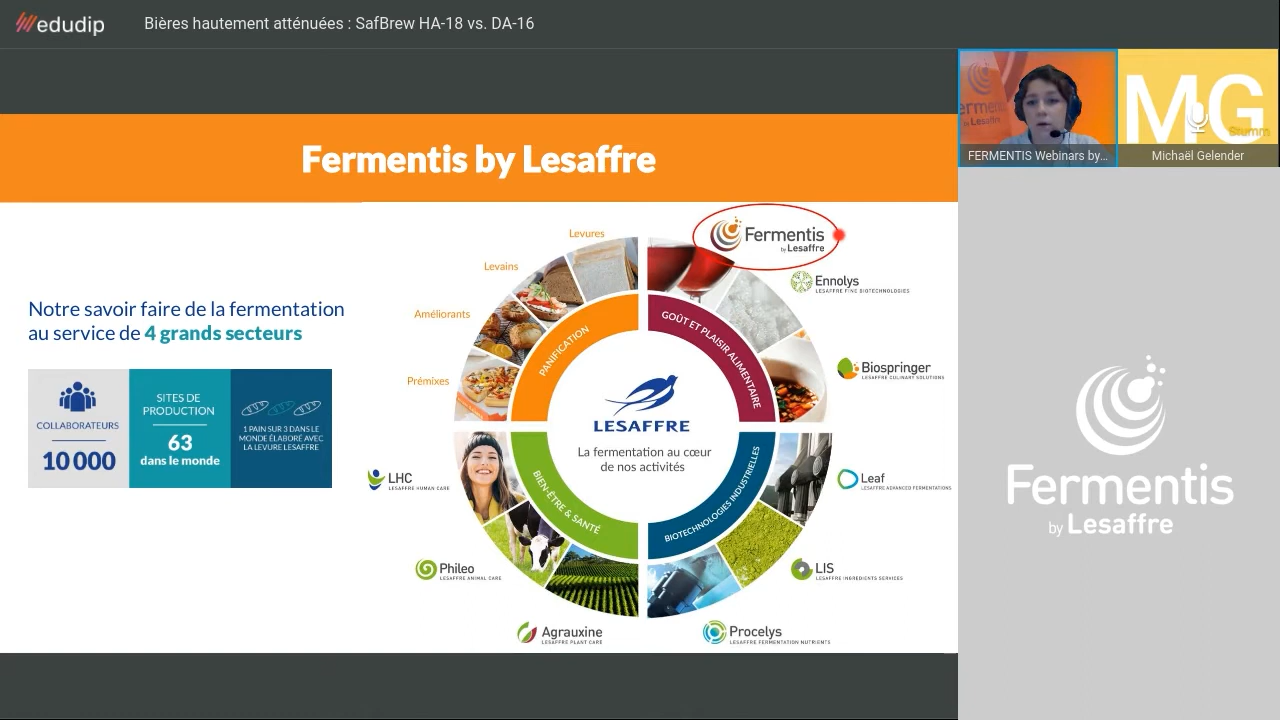 edudip
Bières hautement atténuées : SafBrew HA-18 vs. DA-16
Fermentis by Lesaffre
Notre savoir faire de la fermentation
au service de 4 grands secteurs
COLLABORATEURS
10 000
SITES DE
PRODUCTION
63
dans le monde
1 PAIN SUR 3 DANS LE
MONDE ÉLABORÉ AVEC
LA LEVURE LESAFFRE
Levures
Levains
Améliorants
Prémixes
PANIFICATION
GOÛT ET PLAISIR ALIMENTAIRE
BIEN-ÊTRE & SANTÉ
BIOTECHNOLOGIES INDUSTRIELLES
LESAFFRE
La fermentation au cœur
de nos activités
Fermentis
by Lesaffre
Ennolys
LESAFFRE FINE BIOTECHNOLOGIES
Biospringer
LESAFFRE CULINARY SOLUTIONS
Leaf
LESAFFRE ADVANCED FERMENTATIONS
LIS
LESAFFRE INGREDIENTS SERVICES
Procelys
LESAFFRE FERMENTATION NUTRIENTS
LHC
LESAFFRE HUMAN CARE
Phileo
LESAFFRE ANIMAL CARE
Agrauxine
LESAFFRE PLANT CARE
by Lesaffre
FERMENTIS Webinars by...
MG
Stumm
Michaël Gelender
Fermentis
by Lesaffre